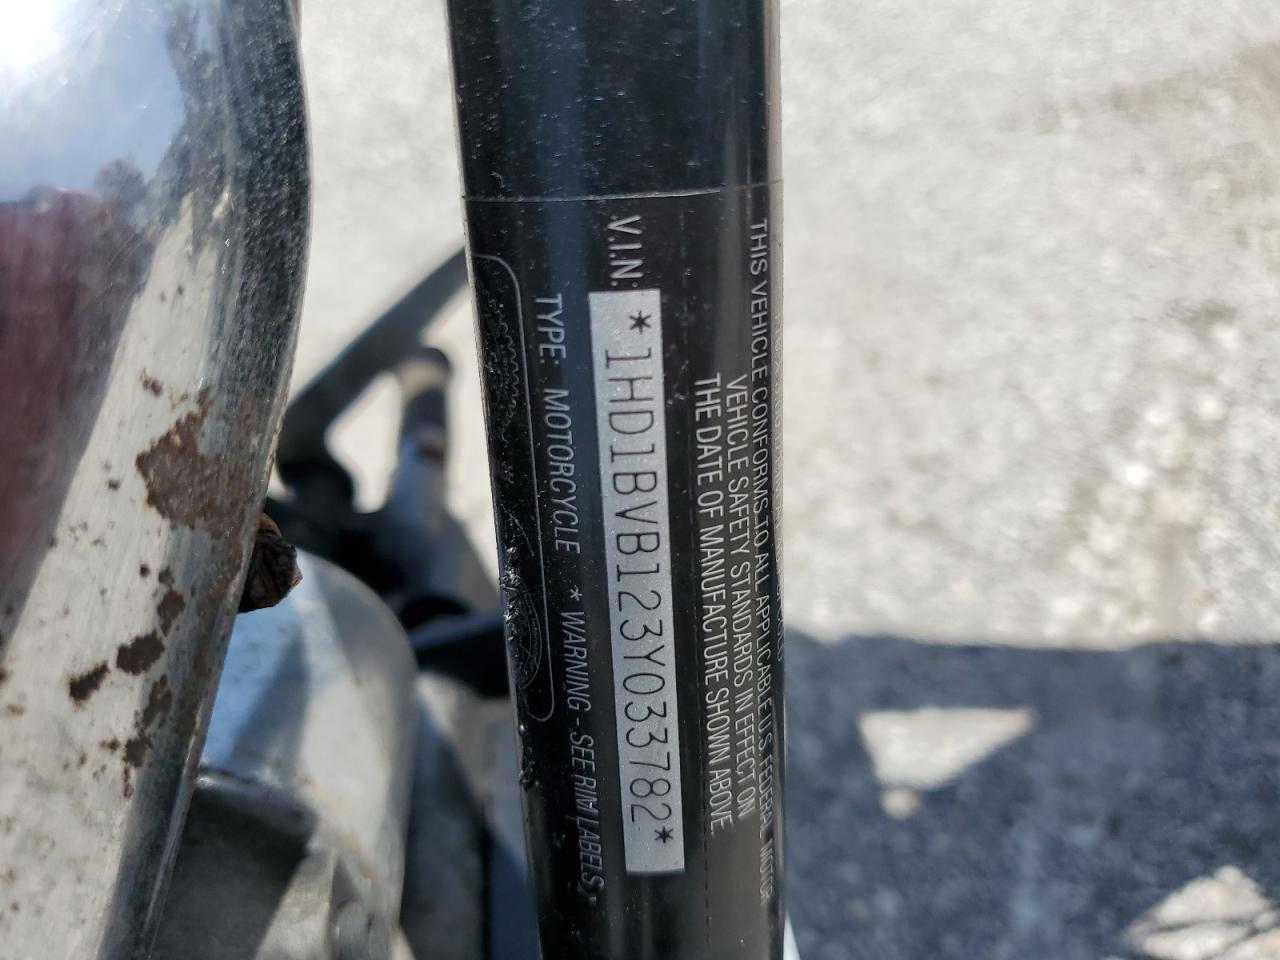 THIS VEHICLE CONFORMS TO ALL APPLICABLE U.S. FEDERAL MOTOR
VEHICLE SAFETY STANDARDS IN EFFECT ON
THE DATE OF MANUFACTURE SHOWN ABOVE.
V.I.N.: *1HD1BVB123Y033782*
TYPE: MOTORCYCLE * WARNING - SEE RIM LABELS. *